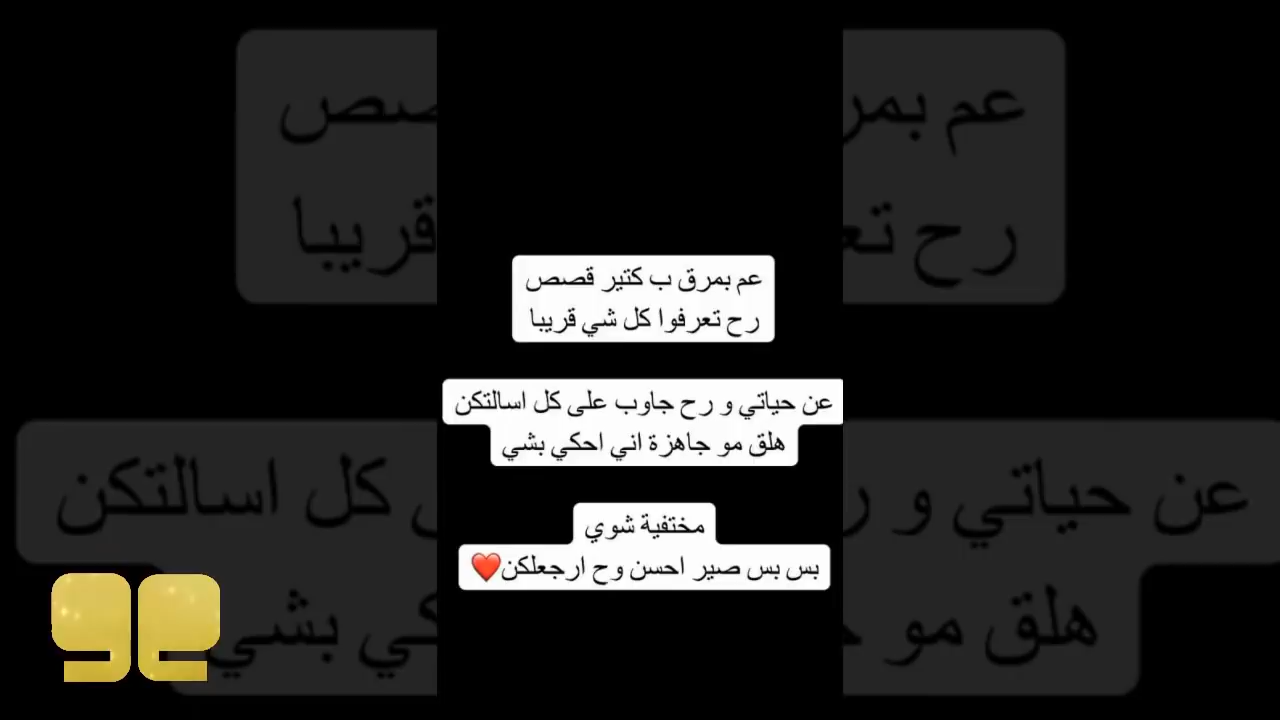 عم بمرق ب كتير قصص
رح تعرفوا كل شي قريبا
عن حياتي و رح جاوب على كل اسالتكن
هلق مو جاهزة اني احكي بشي
مختفية شوي
بس بس صير احسن وح ارجعلكن❤️